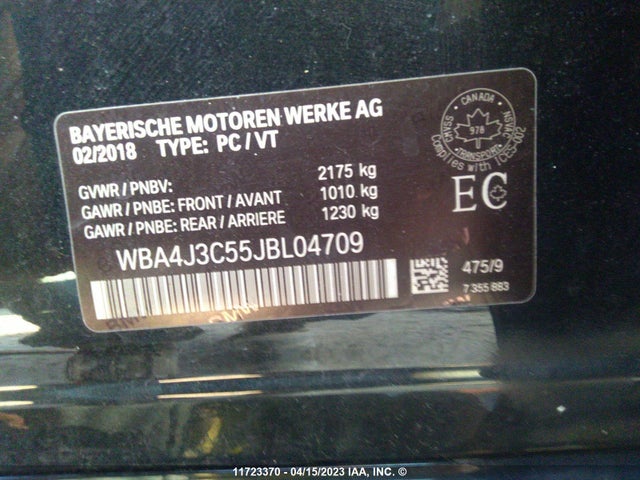 BAYERISCHE MOTOREN WERKE AG
02/2018 TYPE: PC/VT
GVWR/PNBV: 2175 kg
GAWR/PNBE: FRONT/AVANT 1010 kg
GAWR/PNBE: REAR/ARRIERE 1230 kg
CANADA
978
TRANSPORT
Complies with ICES-002
EC
WBA4J3C55JBL04709
475/9
7 355 883
11723370 - 04/15/2023 IAA, INC. ©